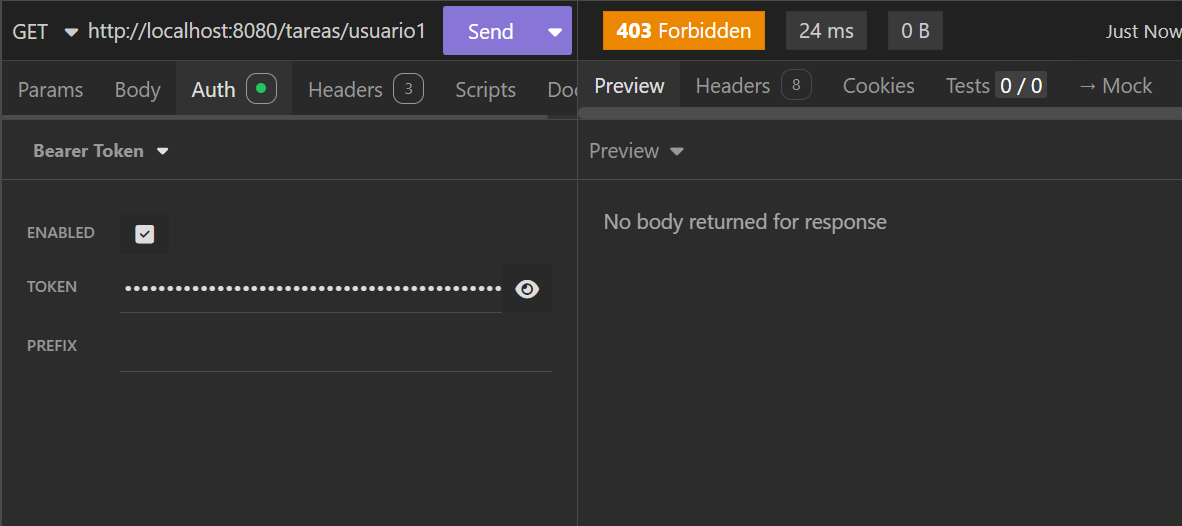 GET http://localhost:8080/tareas/usuario1 Send
403 Forbidden 24 ms 0 B Just Now
Params Body Auth Headers 3 Scripts Doc
Preview Headers 8 Cookies Tests 0 / 0 → Mock
Bearer Token
Preview
ENABLED
TOKEN ••••••••••••••••••••••••••••••••••••••••••••••
PREFIX
No body returned for response